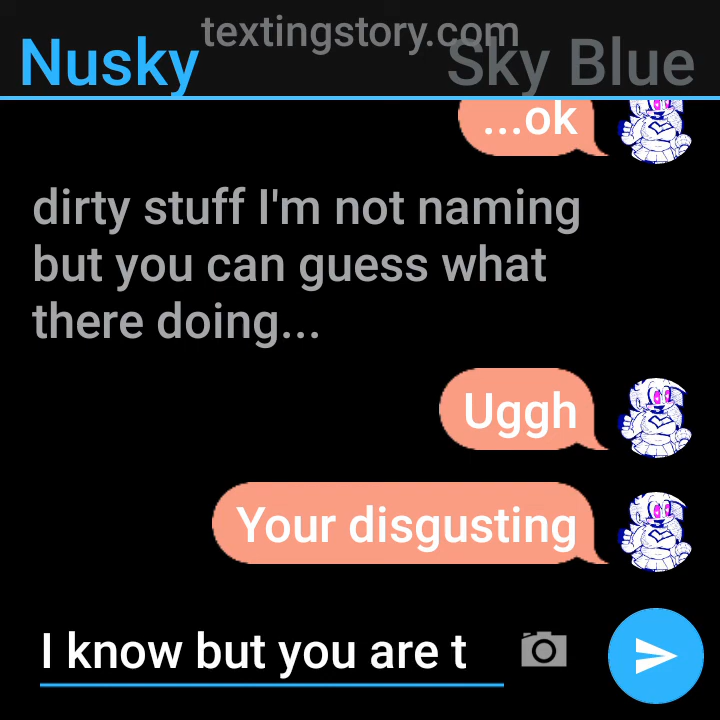 textingstory.com
Nusky
Sky Blue
...ok
dirty stuff I'm not naming
but you can guess what
there doing...
Uggh
Your disgusting
I know but you are t